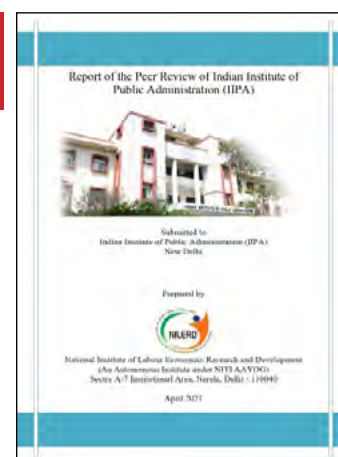 Report of the Peer Review of Indian Institute of
Public Administration (IIPA)
Submitted to
Indian Institute of Public Administration (IIPA)
New Delhi
Prepared by
NILERD
National Institute of Labour Economics Research and Development
(An Autonomous Institute under NITI AAYOG)
Sector A-7 Institutional Area, Narela, Delhi - 110040
April 2021